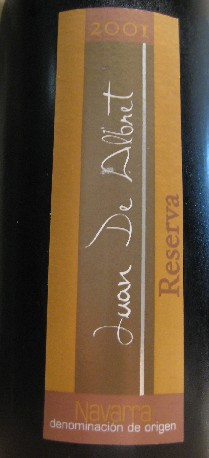 2001
Juan De Albret
Reserva
Navarra
denominación de origen